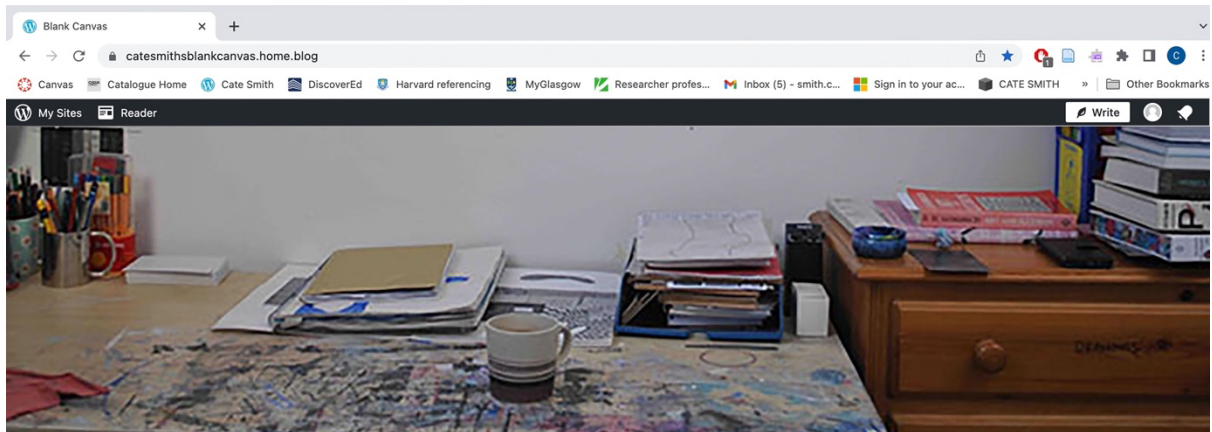 Blank Canvas
catesmithsblankcanvas.home.blog
Canvas Catalogue Home Cate Smith DiscoverEd Harvard referencing MyGlasgow Researcher profes... Inbox (5) - smith.c... Sign in to your ac... CATE SMITH » Other Bookmarks
My Sites Reader Write
DRAWINGS